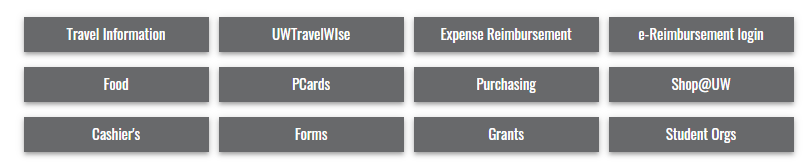 Travel Information
UWTravelWIse
Expense Reimbursement
e-Reimbursement login
Food
PCards
Purchasing
Shop@UW
Cashier's
Forms
Grants
Student Orgs